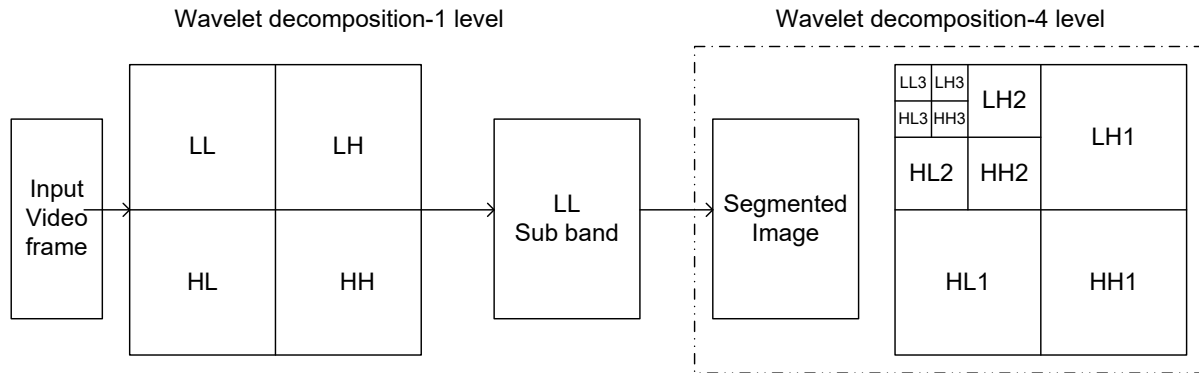 Wavelet decomposition-1 level
Wavelet decomposition-4 level
Input
Video
frame
LL
LH
HL
HH
LL
Sub band
Segmented
Image
LL3
LH3
HL3
HH3
LH2
HL2
HH2
LH1
HL1
HH1